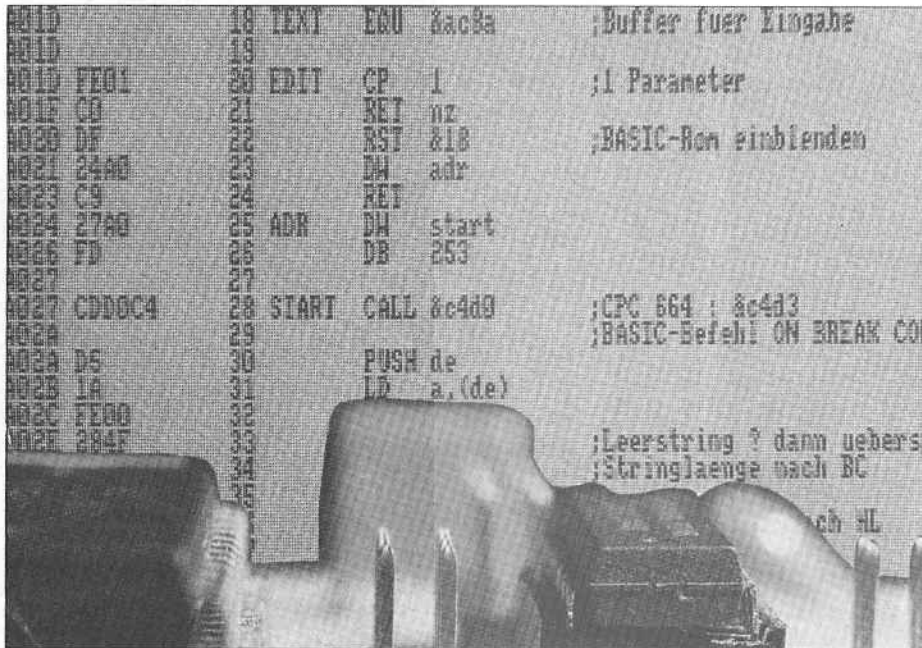 A01D 18 TEXT EQU &ac8a ;Buffer fuer Eingabe
A01D 19
A01D FE01 20 EDIT CP 1 ;1 Parameter
A01F C0 21 RET nz
A020 DF 22 RST &18 ;BASIC-Rom einblenden
A021 24A0 23 DW adr
A023 C9 24 RET
A024 27A0 25 ADR DW start
A026 FD 26 DB 253
A027 27
A027 CDD0C4 28 START CALL &c4d0 ;CPC 664 : &c4d3
A02A 29 ;BASIC-Befehl ON BREAK CO
A02A D5 30 PUSH de
A02B 1A 31 LD a,(de)
A02C FE00 32
A02E 284F 33 ;Leerstring ? dann uebers
34 ;Stringlaenge nach BC
ch HL